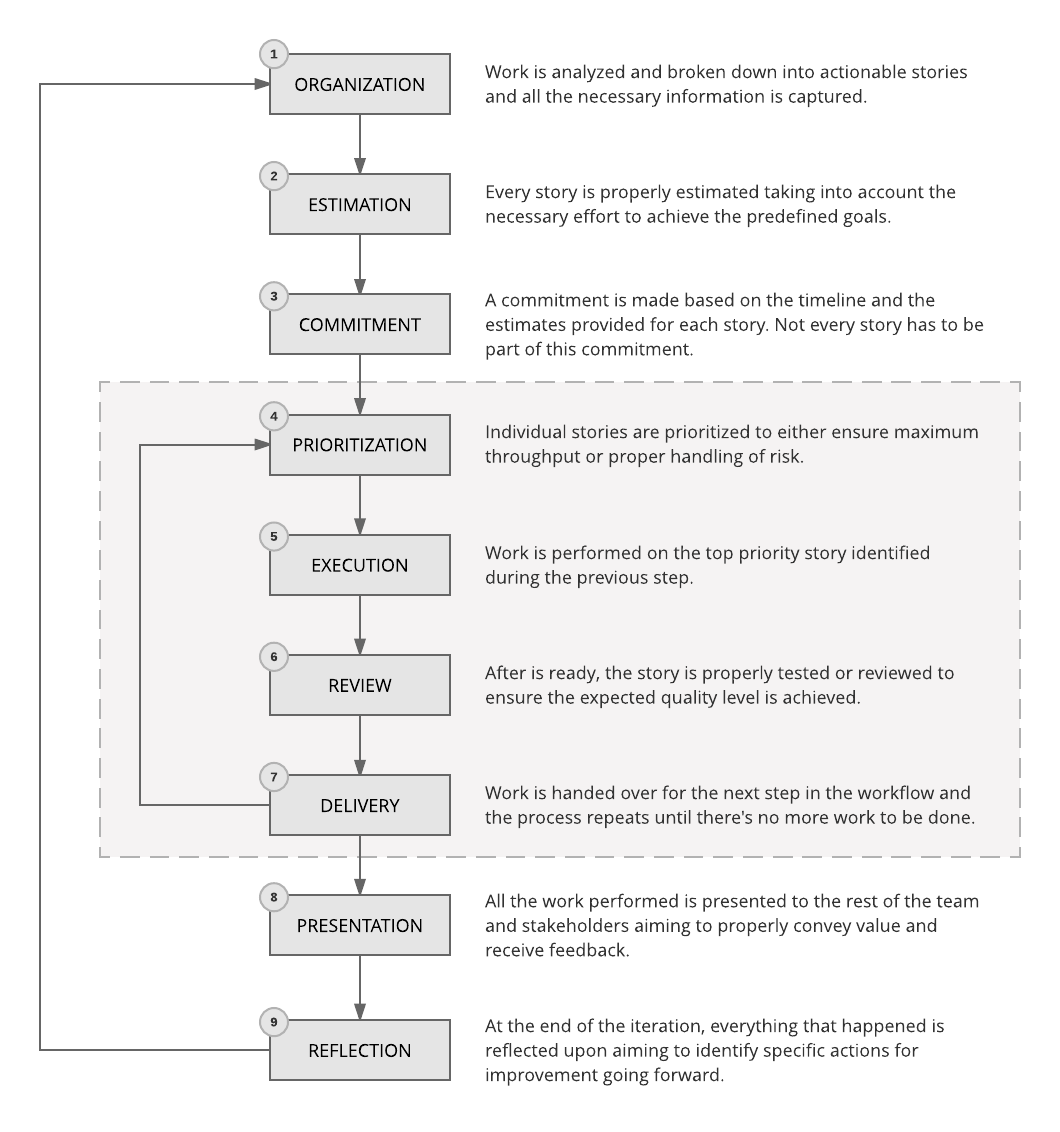 1
ORGANIZATION
Work is analyzed and broken down into actionable stories
and all the necessary information is captured.
2
ESTIMATION
Every story is properly estimated taking into account the
necessary effort to achieve the predefined goals.
3
COMMITMENT
A commitment is made based on the timeline and the
estimates provided for each story. Not every story has to be
part of this commitment.
4
PRIORITIZATION
Individual stories are prioritized to either ensure maximum
throughput or proper handling of risk.
5
EXECUTION
Work is performed on the top priority story identified
during the previous step.
6
REVIEW
After is ready, the story is properly tested or reviewed to
ensure the expected quality level is achieved.
7
DELIVERY
Work is handed over for the next step in the workflow and
the process repeats until there's no more work to be done.
8
PRESENTATION
All the work performed is presented to the rest of the team
and stakeholders aiming to properly convey value and
receive feedback.
9
REFLECTION
At the end of the iteration, everything that happened is
reflected upon aiming to identify specific actions for
improvement going forward.